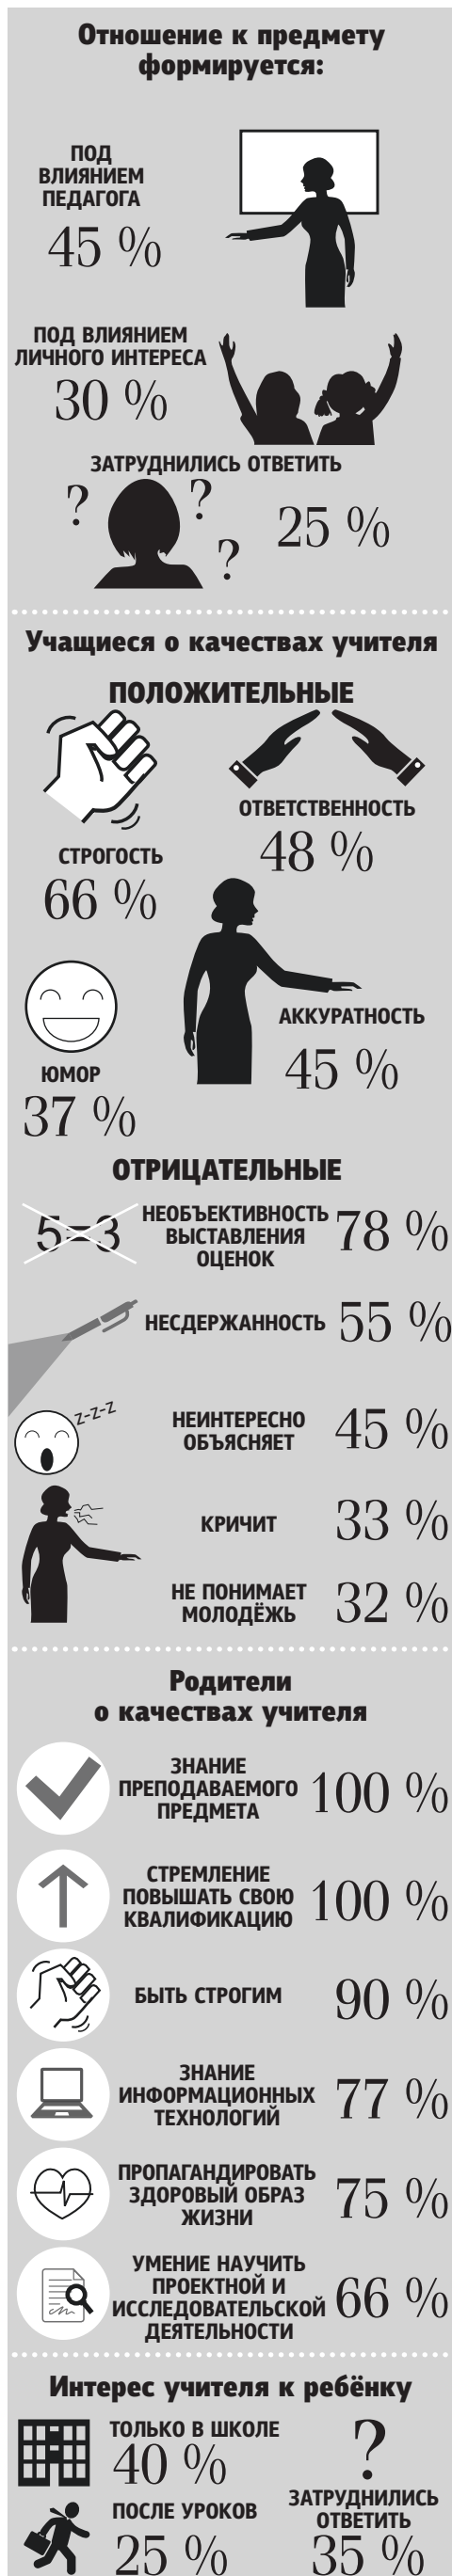 Отношение к предмету
формируется:
ПОД
ВЛИЯНИЕМ
ПЕДАГОГА
45 %
ПОД ВЛИЯНИЕМ
ЛИЧНОГО ИНТЕРЕСА
30 %
ЗАТРУДНИЛИСЬ ОТВЕТИТЬ
? ? ?
25 %
Учащиеся о качествах учителя
ПОЛОЖИТЕЛЬНЫЕ
СТРОГОСТЬ
66 %
ОТВЕТСТВЕННОСТЬ
48 %
ЮМОР
37 %
АККУРАТНОСТЬ
45 %
ОТРИЦАТЕЛЬНЫЕ
5=3
НЕОБЪЕКТИВНОСТЬ
ВЫСТАВЛЕНИЯ
ОЦЕНОК
78 %
НЕСДЕРЖАННОСТЬ 55 %
z-z-z
НЕИНТЕРЕСНО
ОБЪЯСНЯЕТ
45 %
КРИЧИТ 33 %
НЕ ПОНИМАЕТ
МОЛОДЁЖЬ
32 %
Родители
о качествах учителя
ЗНАНИЕ
ПРЕПОДАВАЕМОГО
ПРЕДМЕТА
100 %
СТРЕМЛЕНИЕ
ПОВЫШАТЬ СВОЮ
КВАЛИФИКАЦИЮ
100 %
БЫТЬ СТРОГИМ 90 %
ЗНАНИЕ
ИНФОРМАЦИОННЫХ
ТЕХНОЛОГИЙ
77 %
ПРОПАГАНДИРОВАТЬ
ЗДОРОВЫЙ ОБРАЗ
ЖИЗНИ
75 %
УМЕНИЕ НАУЧИТЬ
ПРОЕКТНОЙ И
ИССЛЕДОВАТЕЛЬСКОЙ
ДЕЯТЕЛЬНОСТИ
66 %
Интерес учителя к ребёнку
ТОЛЬКО В ШКОЛЕ
40 %
ПОСЛЕ УРОКОВ
25 %
?
ЗАТРУДНИЛИСЬ
ОТВЕТИТЬ
35 %